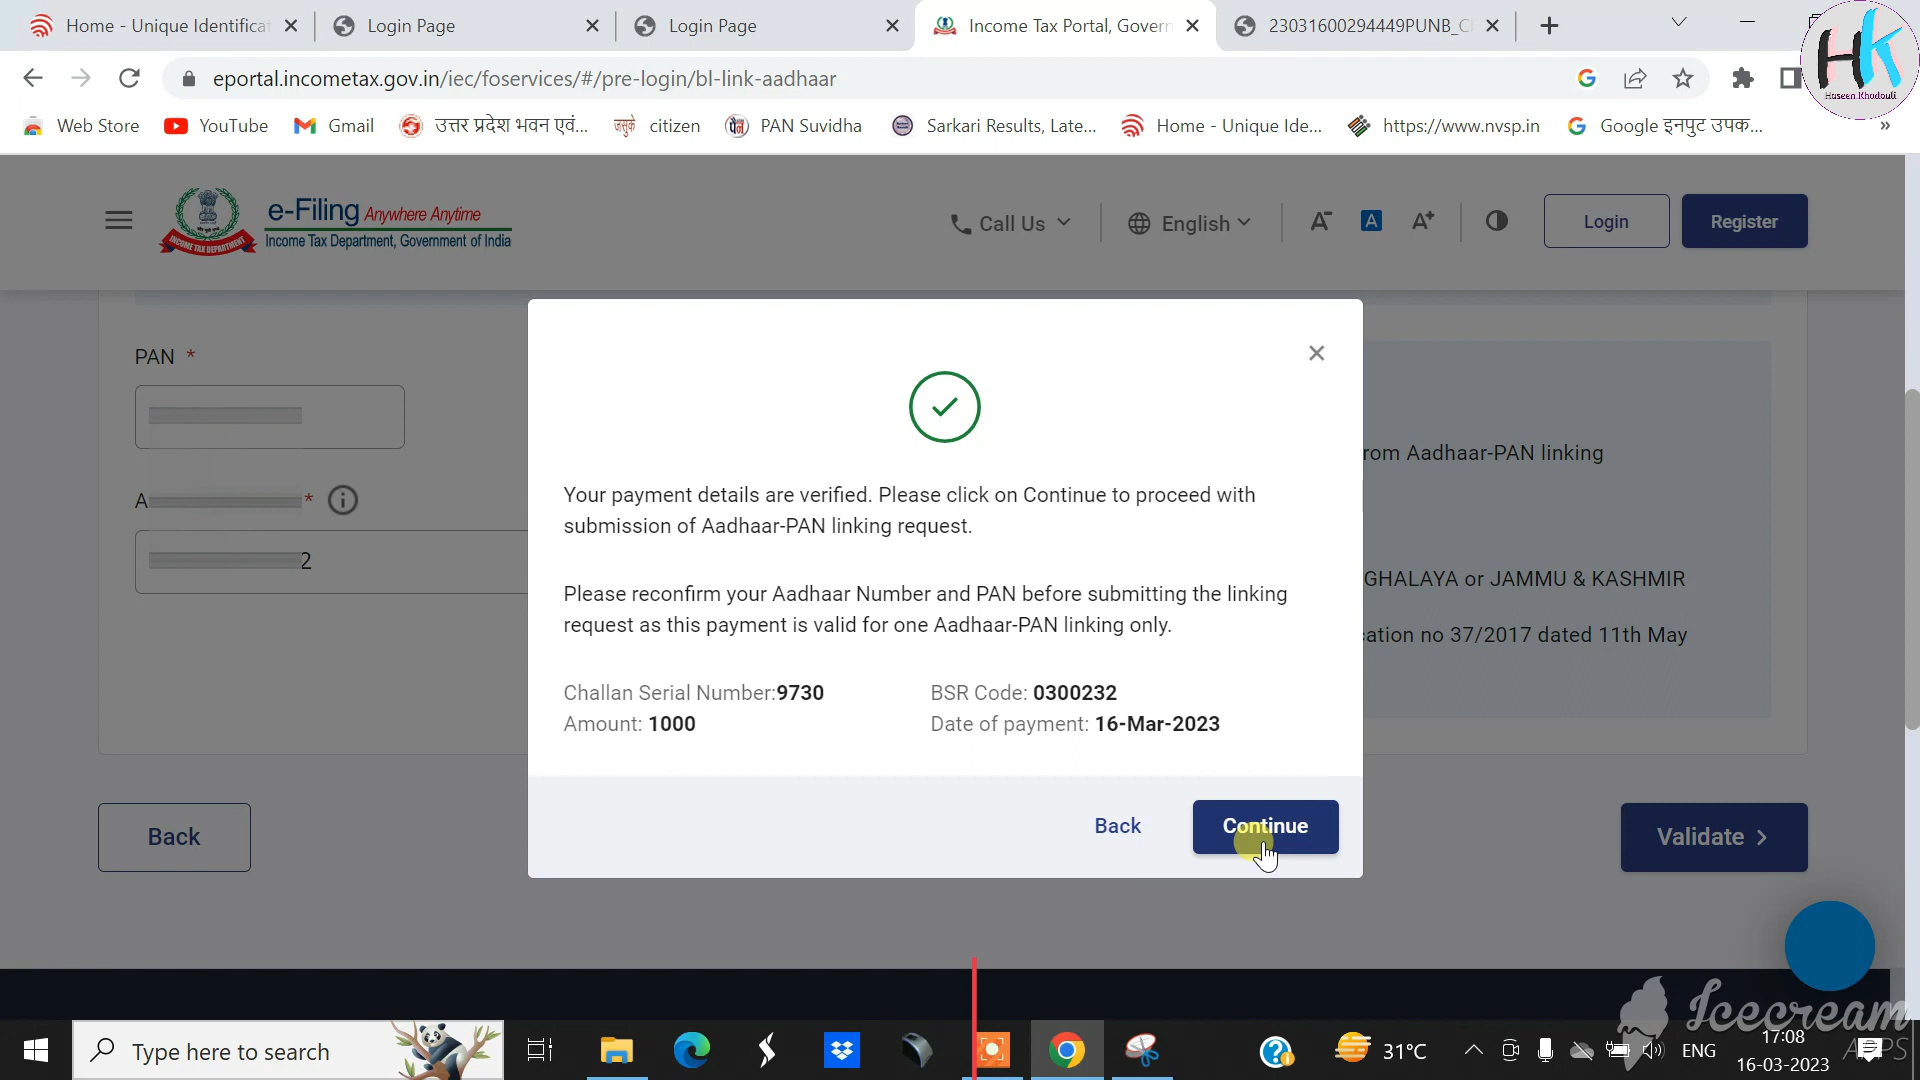 Home - Unique Identificat
Login Page
Login Page
Income Tax Portal, Govern
23031600294449PUNB_C
eportal.incometax.gov.in/iec/foservices/#/pre-login/bl-link-aadhaar
HK
Haseen Khadauli
Web Store
YouTube
Gmail
उत्तर प्रदेश भवन एवं...
citizen
PAN Suvidha
Sarkari Results, Late...
Home - Unique Ide...
https://www.nvsp.in
Google इनपुट उपक...
»
INCOME TAX DEPARTMENT
e-Filing Anywhere Anytime
Income Tax Department, Government of India
Call Us
English
A-
A
A+
Login
Register
PAN *
A *
2
rom Aadhaar-PAN linking
GHALAYA or JAMMU & KASHMIR
ation no 37/2017 dated 11th May
Your payment details are verified. Please click on Continue to proceed with
submission of Aadhaar-PAN linking request.
Please reconfirm your Aadhaar Number and PAN before submitting the linking
request as this payment is valid for one Aadhaar-PAN linking only.
Challan Serial Number:9730
BSR Code: 0300232
Amount: 1000
Date of payment: 16-Mar-2023
Back
Continue
Back
Validate
Icecream
APPS
Type here to search
31°C
ENG
17:08
16-03-2023